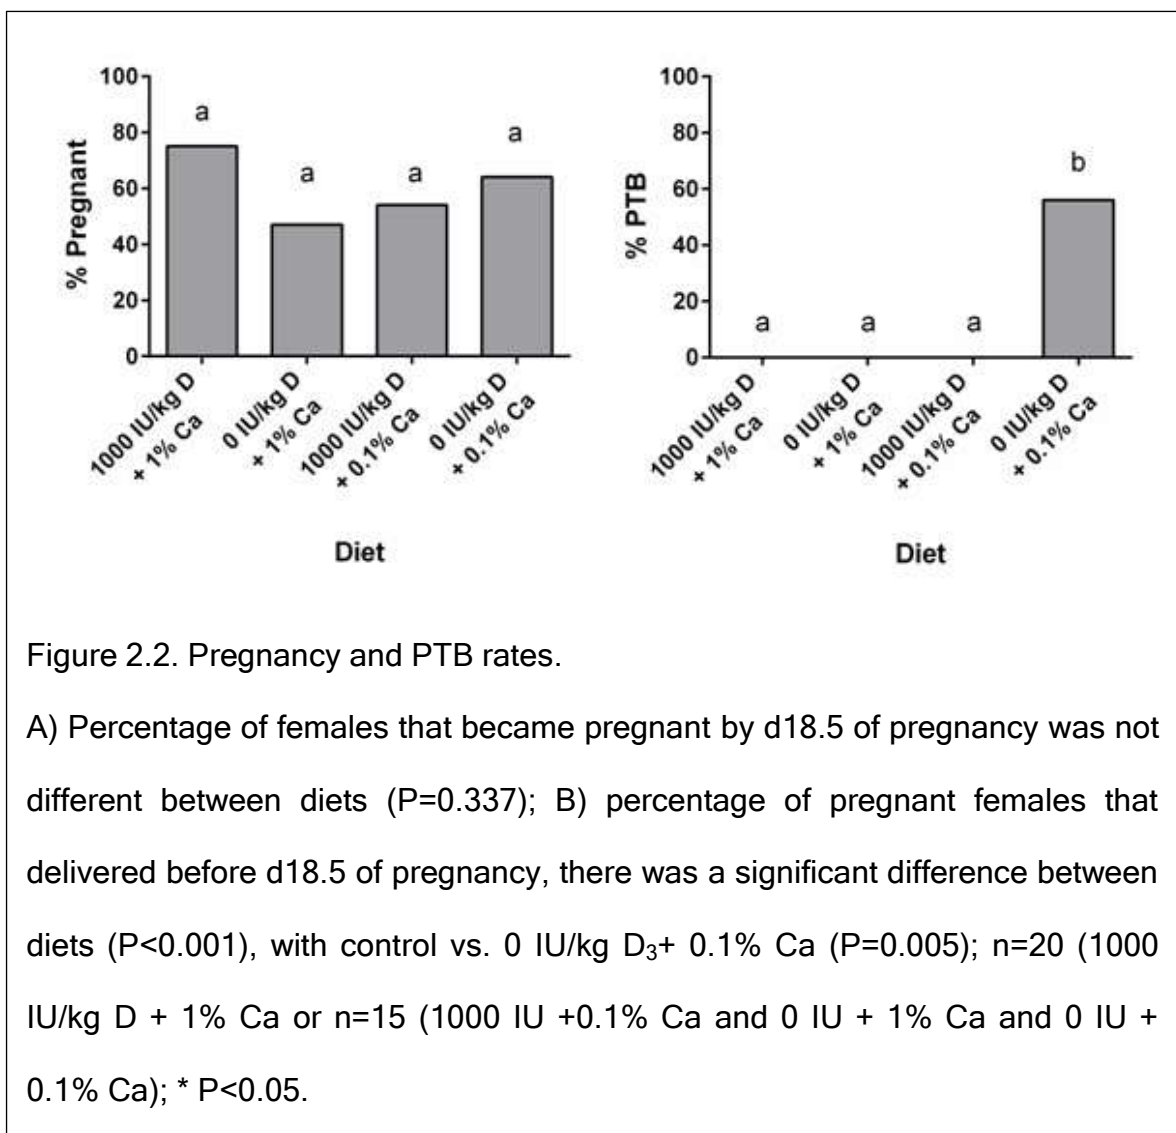 100
80
60
40
20
0
% Pregnant
a
a
a
a
1000 IU/kg D
+ 1% Ca
0 IU/kg D
+ 1% Ca
1000 IU/kg D
+ 0.1% Ca
0 IU/kg D
+ 0.1% Ca
Diet
100
80
60
40
20
0
% PTB
a
a
a
b
1000 IU/kg D
+ 1% Ca
0 IU/kg D
+ 1% Ca
1000 IU/kg D
+ 0.1% Ca
0 IU/kg D
+ 0.1% Ca
Diet
Figure 2.2. Pregnancy and PTB rates.
A) Percentage of females that became pregnant by d18.5 of pregnancy was not
different between diets (P=0.337); B) percentage of pregnant females that
delivered before d18.5 of pregnancy, there was a significant difference between
diets (P<0.001), with control vs. 0 IU/kg D₃+ 0.1% Ca (P=0.005); n=20 (1000
IU/kg D + 1% Ca or n=15 (1000 IU +0.1% Ca and 0 IU + 1% Ca and 0 IU +
0.1% Ca); * P<0.05.